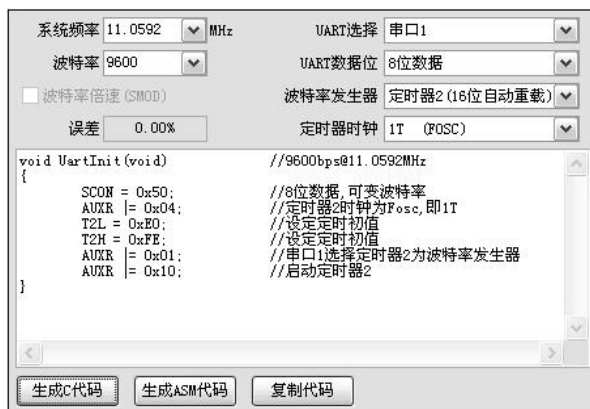 系统频率 11.0592 MHz UART选择 串口1
波特率 9600 UART数据位 8位数据
波特率倍速(SMOD) 波特率发生器 定时器2(16位自动重载)
误差 0.00% 定时器时钟 1T (FOSC)
void UartInit(void) //9600bps@11.0592MHz
{
SCON = 0x50; //8位数据,可变波特率
AUXR |= 0x04; //定时器2时钟为Fosc,即1T
T2L = 0xE0; //设定定时初值
T2H = 0xFE; //设定定时初值
AUXR |= 0x01; //串口1选择定时器2为波特率发生器
AUXR |= 0x10; //启动定时器2
}
生成C代码 生成ASM代码 复制代码